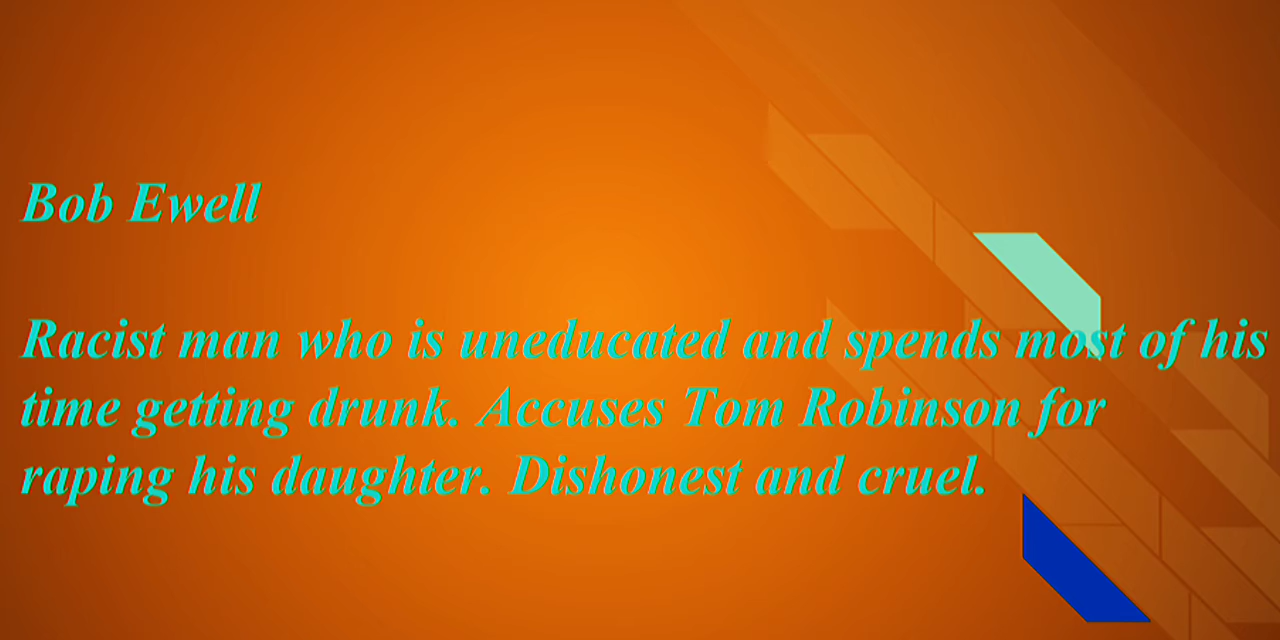 Bob Ewell
Racist man who is uneducated and spends most of his
time getting drunk. Accuses Tom Robinson for
raping his daughter. Dishonest and cruel.